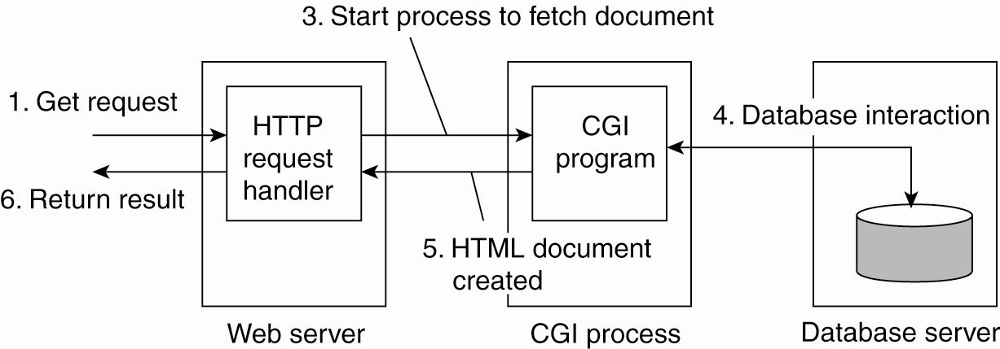 3. Start process to fetch document
1. Get request
HTTP
request
handler
CGI
program
4. Database interaction
6. Return result
5. HTML document
created
Web server
CGI process
Database server